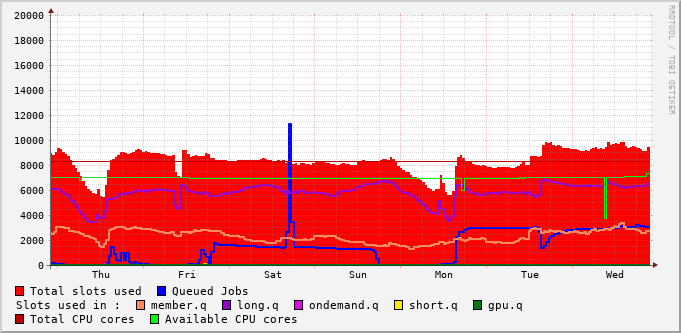 20000
18000
16000
14000
12000
10000
8000
6000
4000
2000
0
Thu Fri Sat Sun Mon Tue Wed
RRDTOOL / TOBI OETIKER
Total slots used Queued Jobs
Slots used in : member.q long.q ondemand.q short.q gpu.q
Total CPU cores Available CPU cores